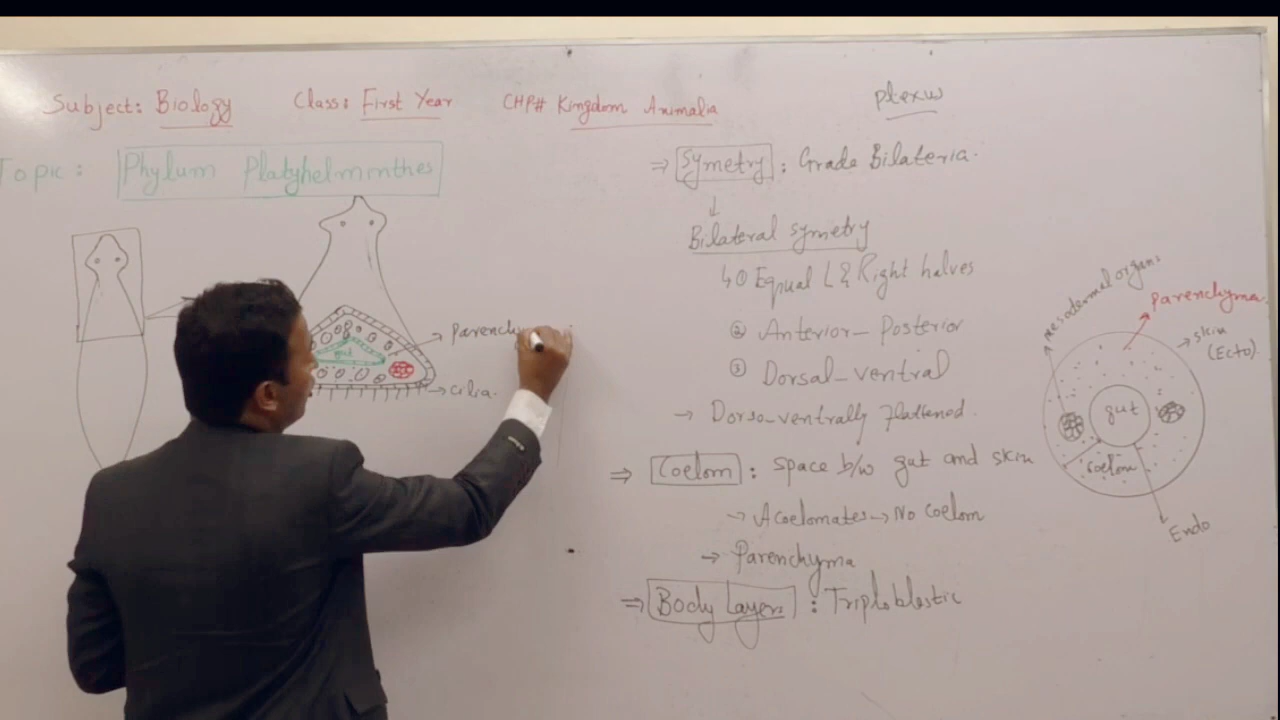 Subject: Biology Class: First Year CHP# Kingdom Animalia
plexus
Topic: Phylum Platyhelminthes
gut
→ Parenchy
→ Cilia.
⇒ Symetry : Grade Bilateria.
↓
Bilateral symetry
↳ ① Equal L & Right halves
② Anterior - Posterior
③ Dorsal - ventral
→ Dorso-ventrally flattened.
⇒ Coelom : space b/w gut and skin
→ Acoelomates → No coelom
→ Parenchyma
⇒ Body Layers : Triploblastic
mesodermal organs
Parenchyma
→ skin
(Ecto).
gut
Coelom
Endo